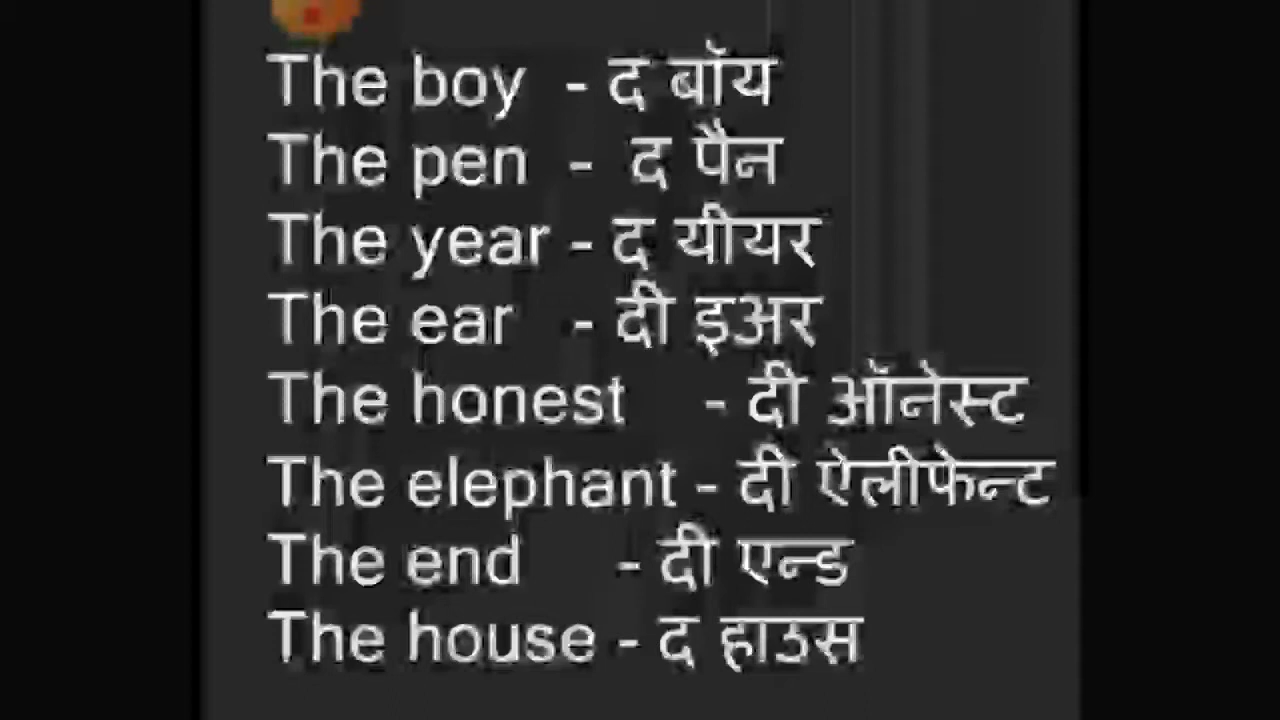 The boy - द बॉय
The pen - द पैन
The year - द यीयर
The ear - दी इअर
The honest - दी ऑनेस्ट
The elephant - दी ऐलीफेन्ट
The end - दी एन्ड
The house - द हाउस